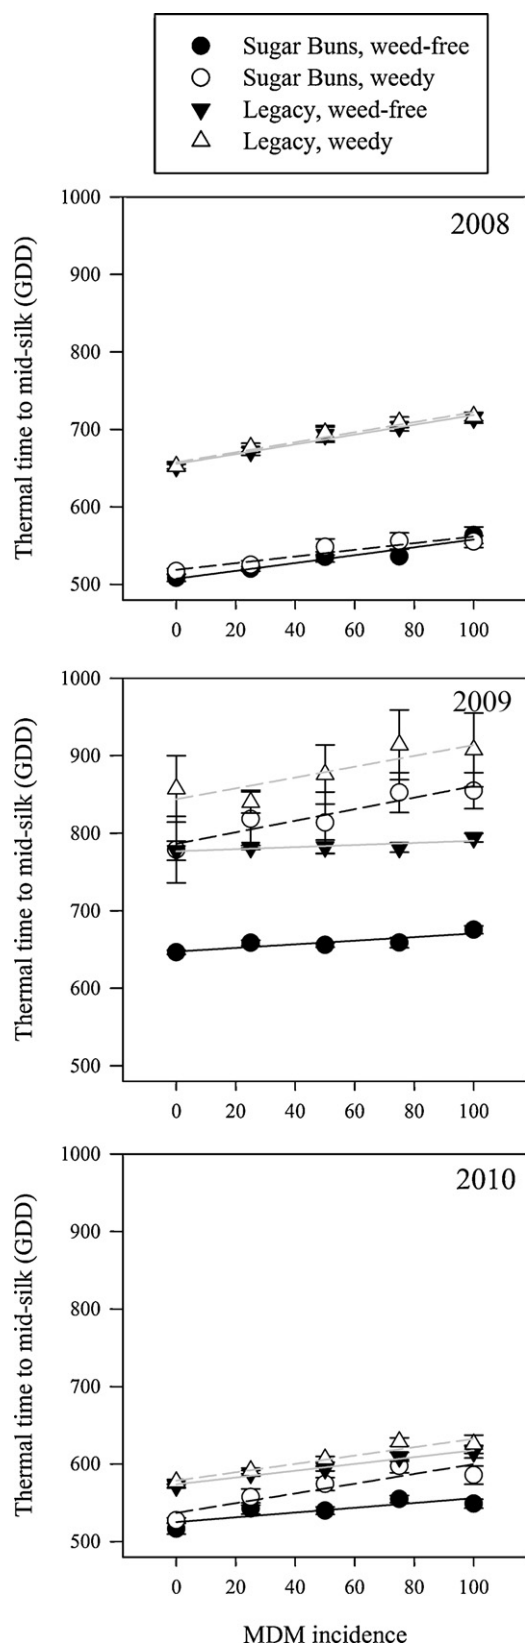 Sugar Buns, weed-free
Sugar Buns, weedy
Legacy, weed-free
Legacy, weedy
Thermal time to mid-silk (GDD)
1000
900
800
700
600
500
2008
0 20 40 60 80 100
Thermal time to mid-silk (GDD)
1000
900
800
700
600
500
2009
0 20 40 60 80 100
Thermal time to mid-silk (GDD)
1000
900
800
700
600
500
2010
0 20 40 60 80 100
MDM incidence